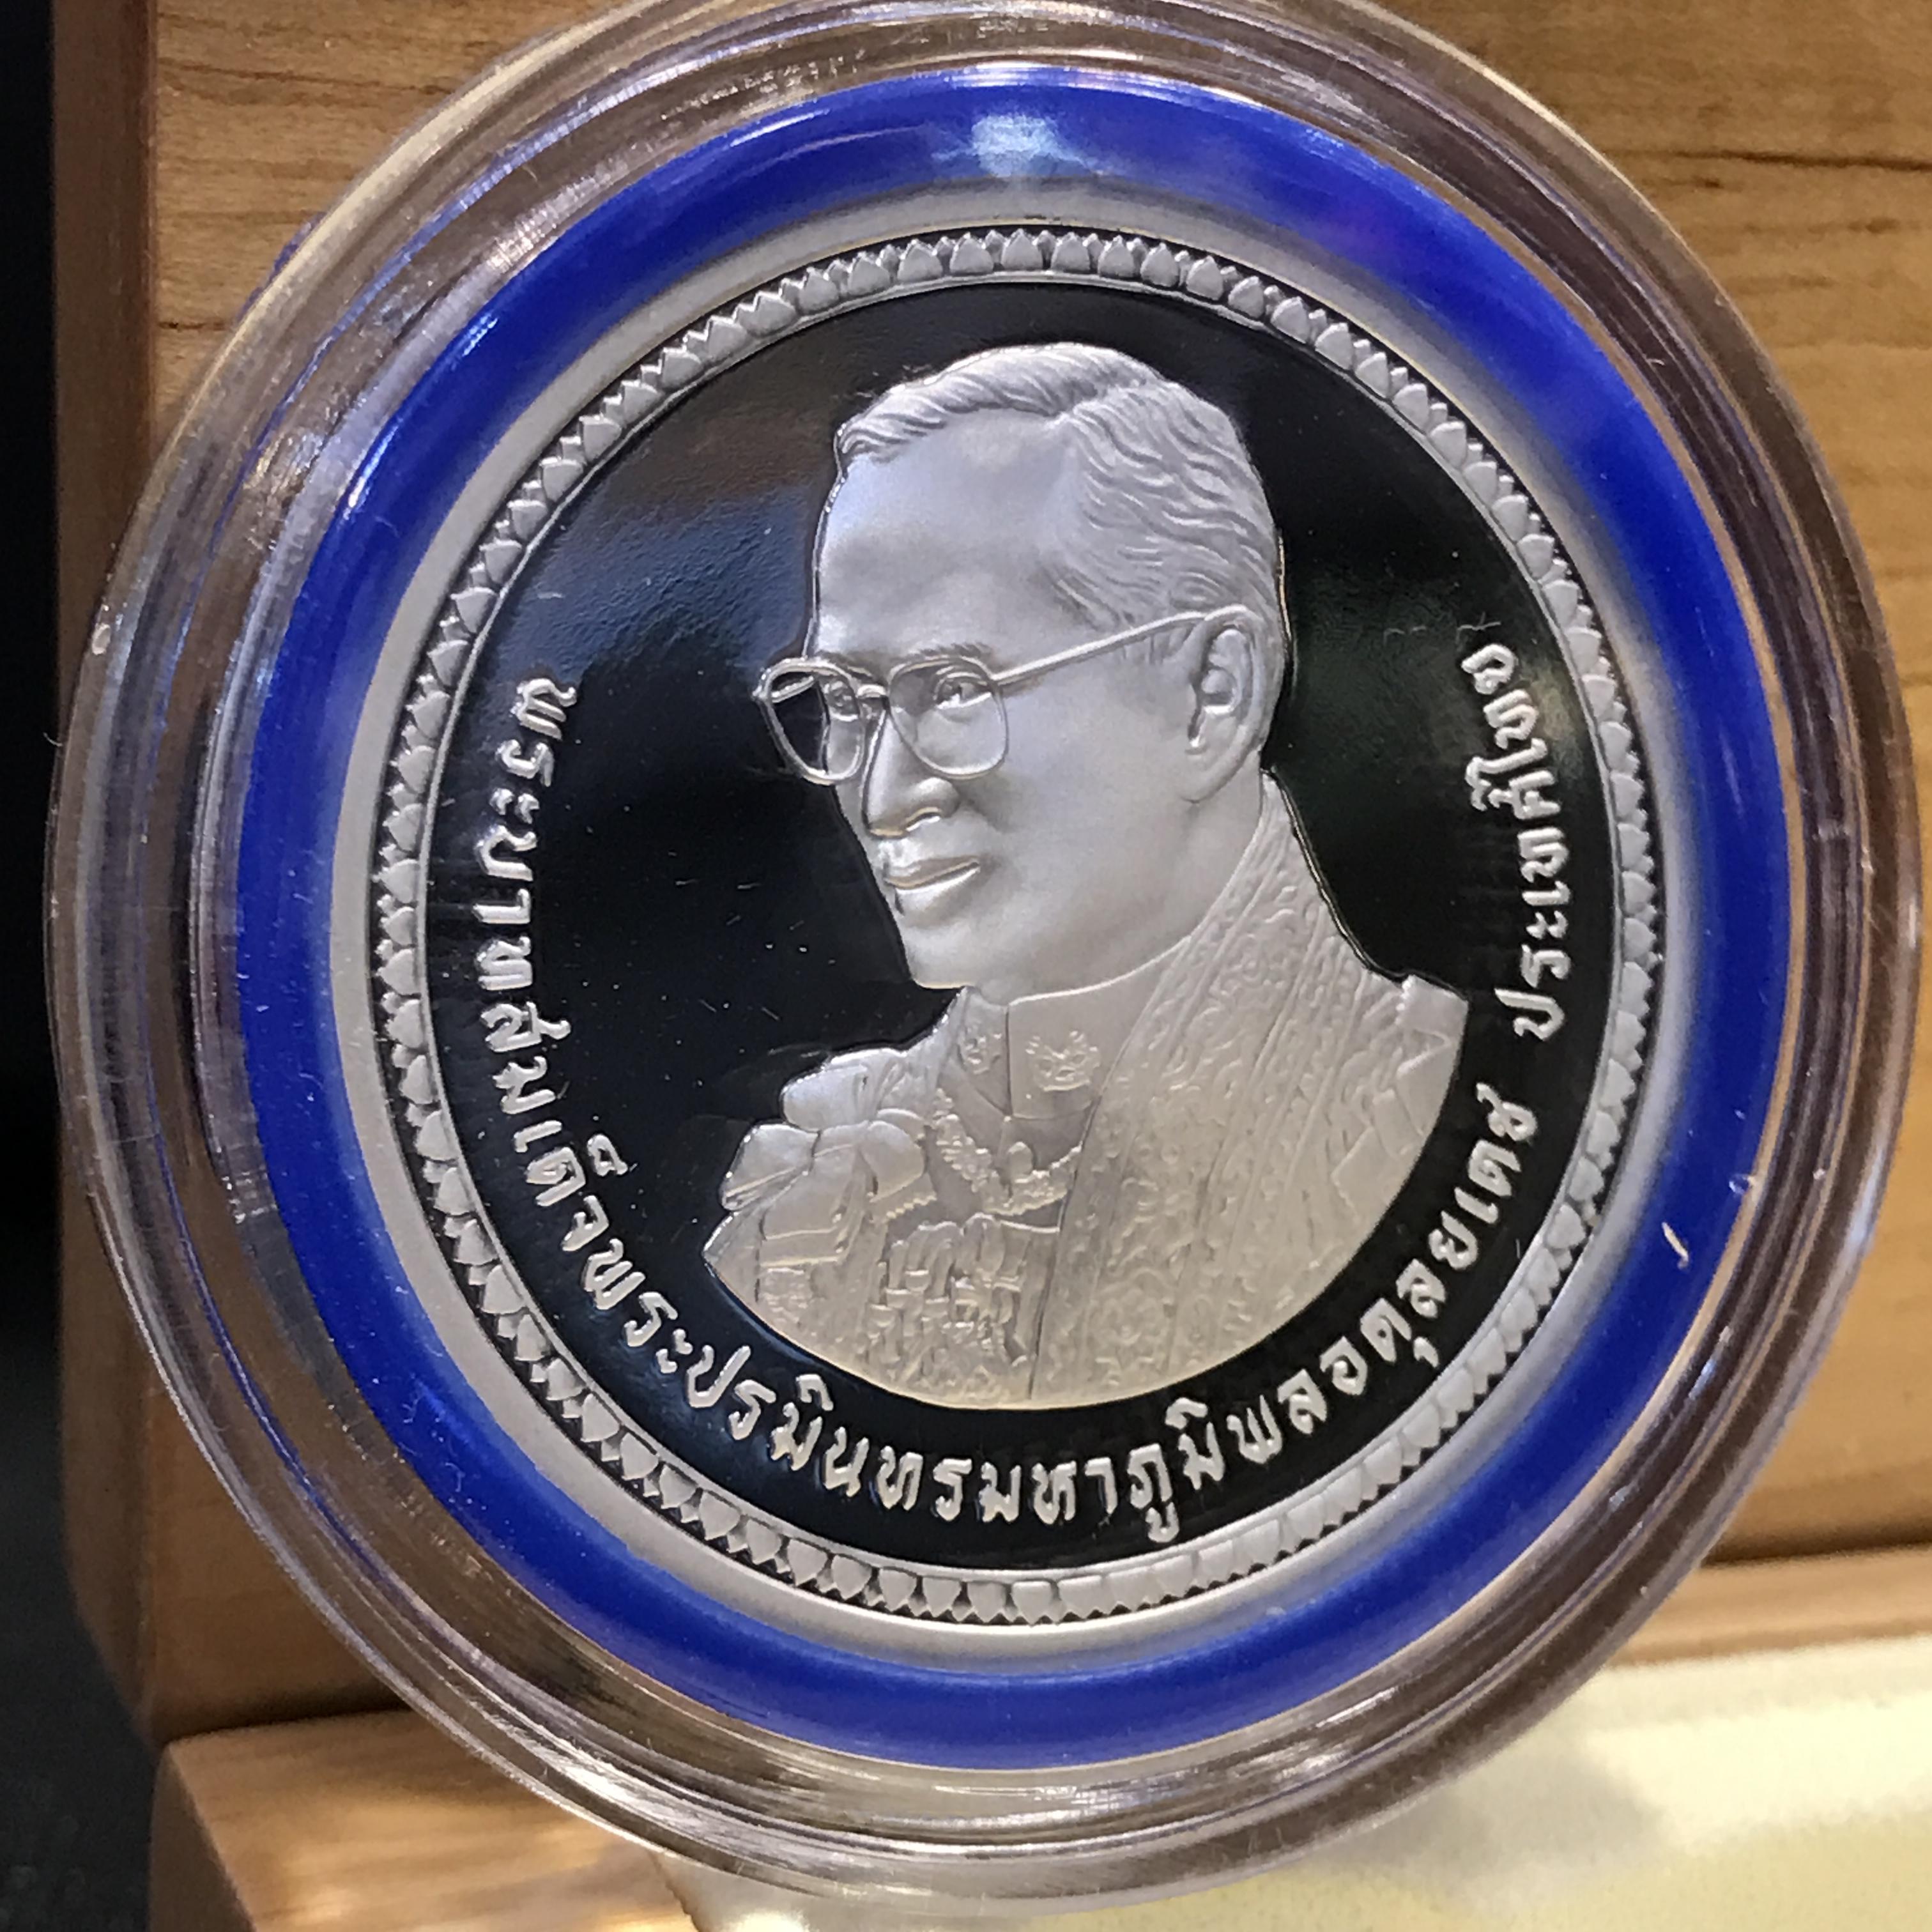 พระบาทสมเด็จพระปรมินทรมหาภูมิพลอดุลยเดช ประเทศไทย